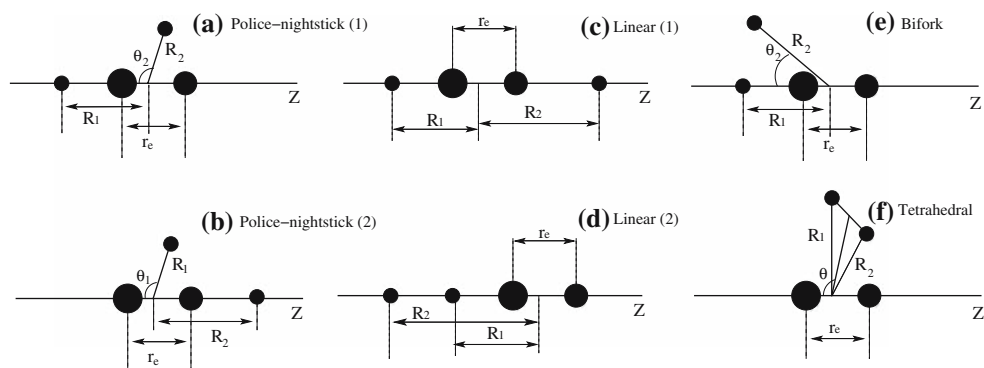 (a) Police−nightstick (1)
θ2
R2
Z
R1
re
(c) Linear (1)
re
Z
R1
R2
(e) Bifork
θ2
R2
Z
R1
re
(b) Police−nightstick (2)
θ1
R1
Z
R2
re
(d) Linear (2)
re
Z
R2
R1
(f) Tetrahedral
R1
θ
R2
Z
re